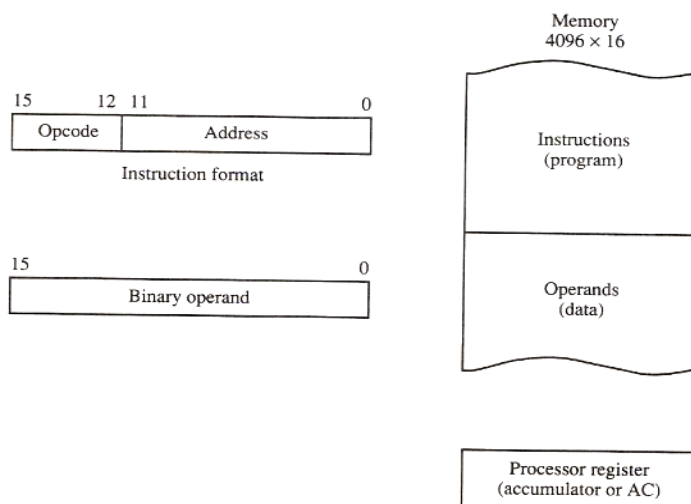 Memory
4096 × 16
15 12 11 0
Opcode Address
Instruction format
Instructions
(program)
15 0
Binary operand
Operands
(data)
Processor register
(accumulator or AC)